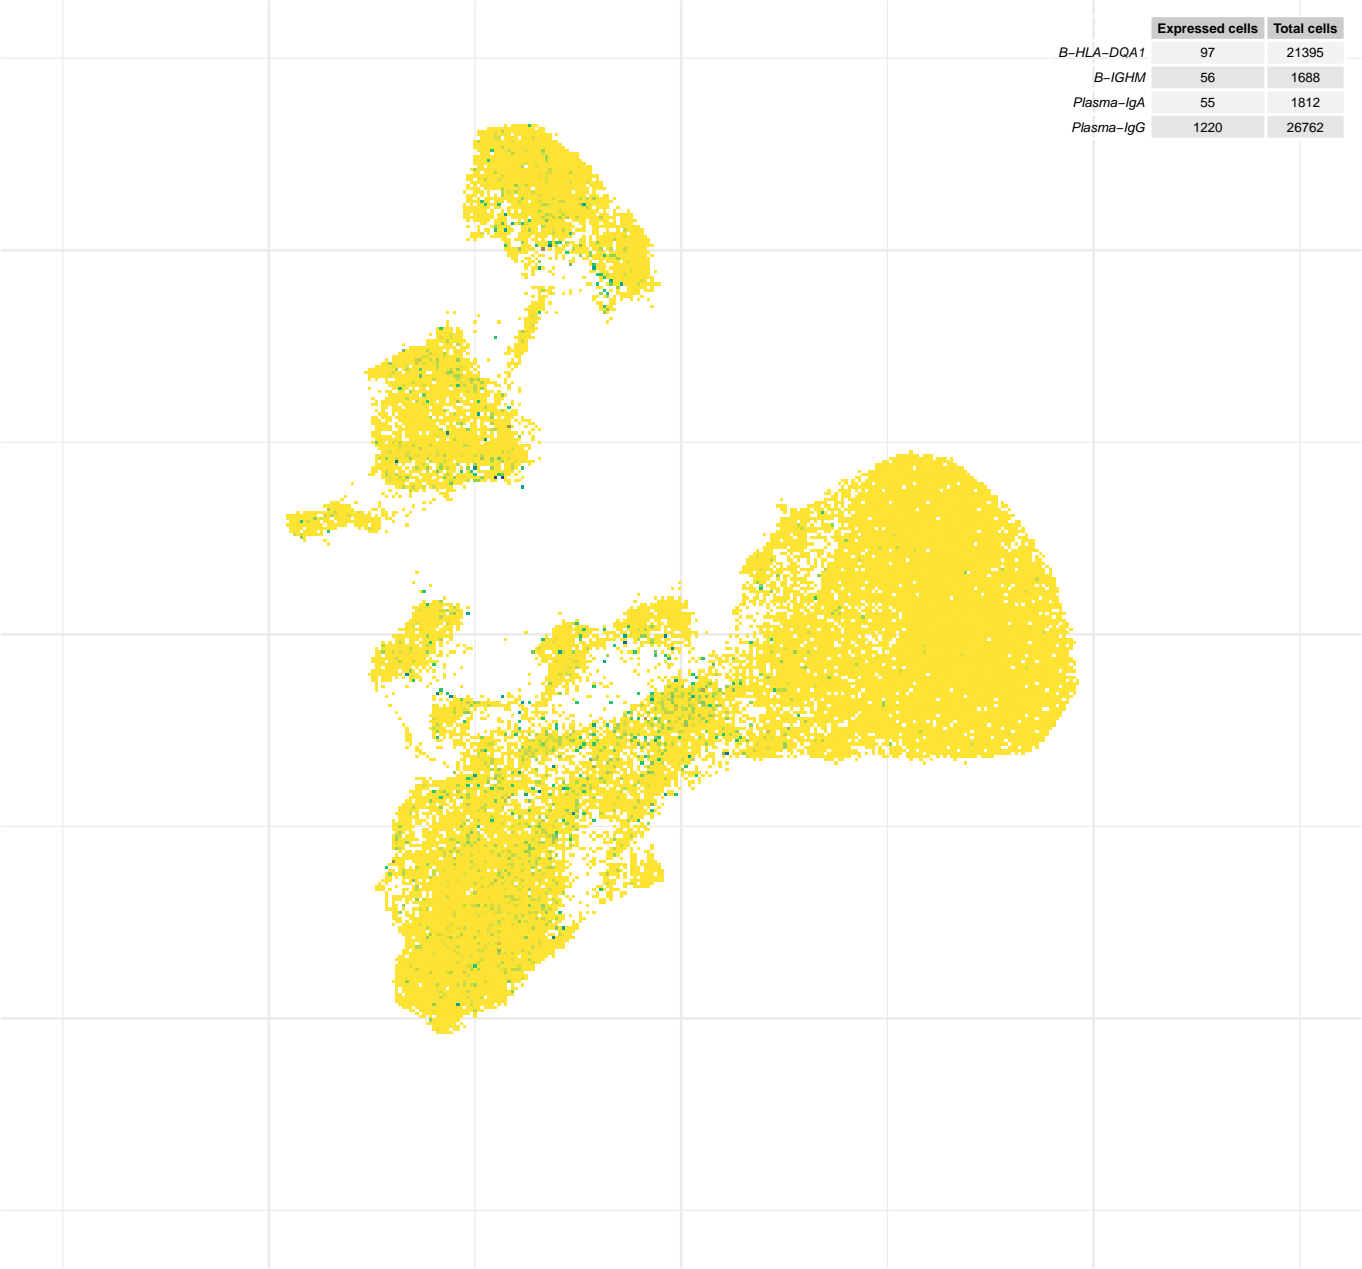 Expressed cells Total cells
B−HLA−DQA1 97 21395
B−IGHM 56 1688
Plasma−IgA 55 1812
Plasma−IgG 1220 26762